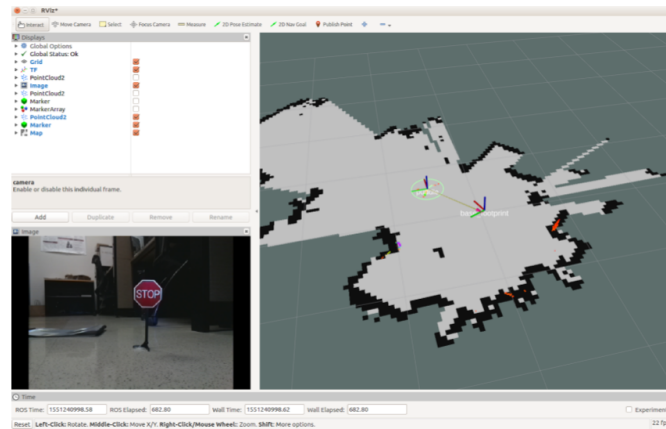 RViz*
Interact Move Camera Select Focus Camera Measure 2D Pose Estimate 2D Nav Goal Publish Point
Displays
Global Options
Global Status: Ok
Grid
TF
PointCloud2
Image
PointCloud2
Marker
MarkerArray
PointCloud2
Marker
Map
camera
Enable or disable this individual frame.
Add Duplicate Remove Rename
Image
STOP
Time
ROS Time: 1551240998.58 ROS Elapsed: 682.80 Wall Time: 1551240998.62 Wall Elapsed: 682.80 Experimen
Reset Left-Click: Rotate. Middle-Click: Move X/Y. Right-Click/Mouse Wheel: Zoom. Shift: More options. 22 fp